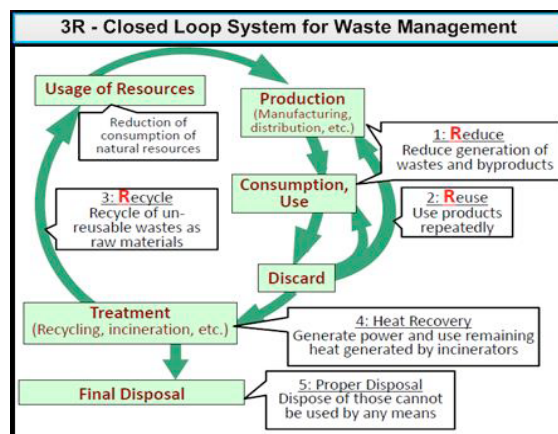 3R - Closed Loop System for Waste Management
Usage of Resources
Reduction of
consumption of
natural resources
Production
(Manufacturing,
distribution, etc.)
1: Reduce
Reduce generation of
wastes and byproducts
Consumption,
Use
2: Reuse
Use products
repeatedly
3: Recycle
Recycle of un-
reusable wastes as
raw materials
Discard
Treatment
(Recycling, incineration, etc.)
4: Heat Recovery
Generate power and use remaining
heat generated by incinerators
Final Disposal
5: Proper Disposal
Dispose of those cannot
be used by any means